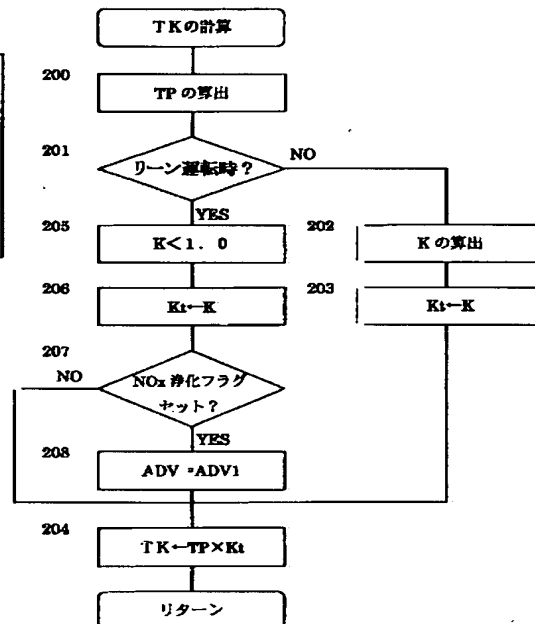 TKの計算
200
TPの算出
201
リーン運転時?
NO
YES
205
K<1.0
202
Kの算出
206
Kt←K
203
Kt←K
207
NO
NOx浄化フラグ
セット?
YES
208
ADV=ADV1
204
TK←TP×Kt
リターン